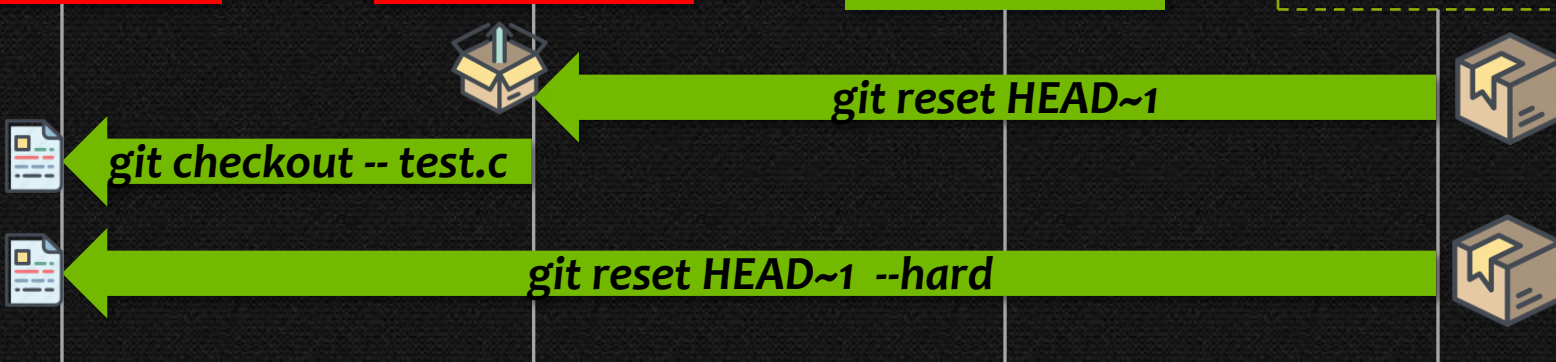 git reset HEAD~1
git checkout -- test.c
git reset HEAD~1 --hard